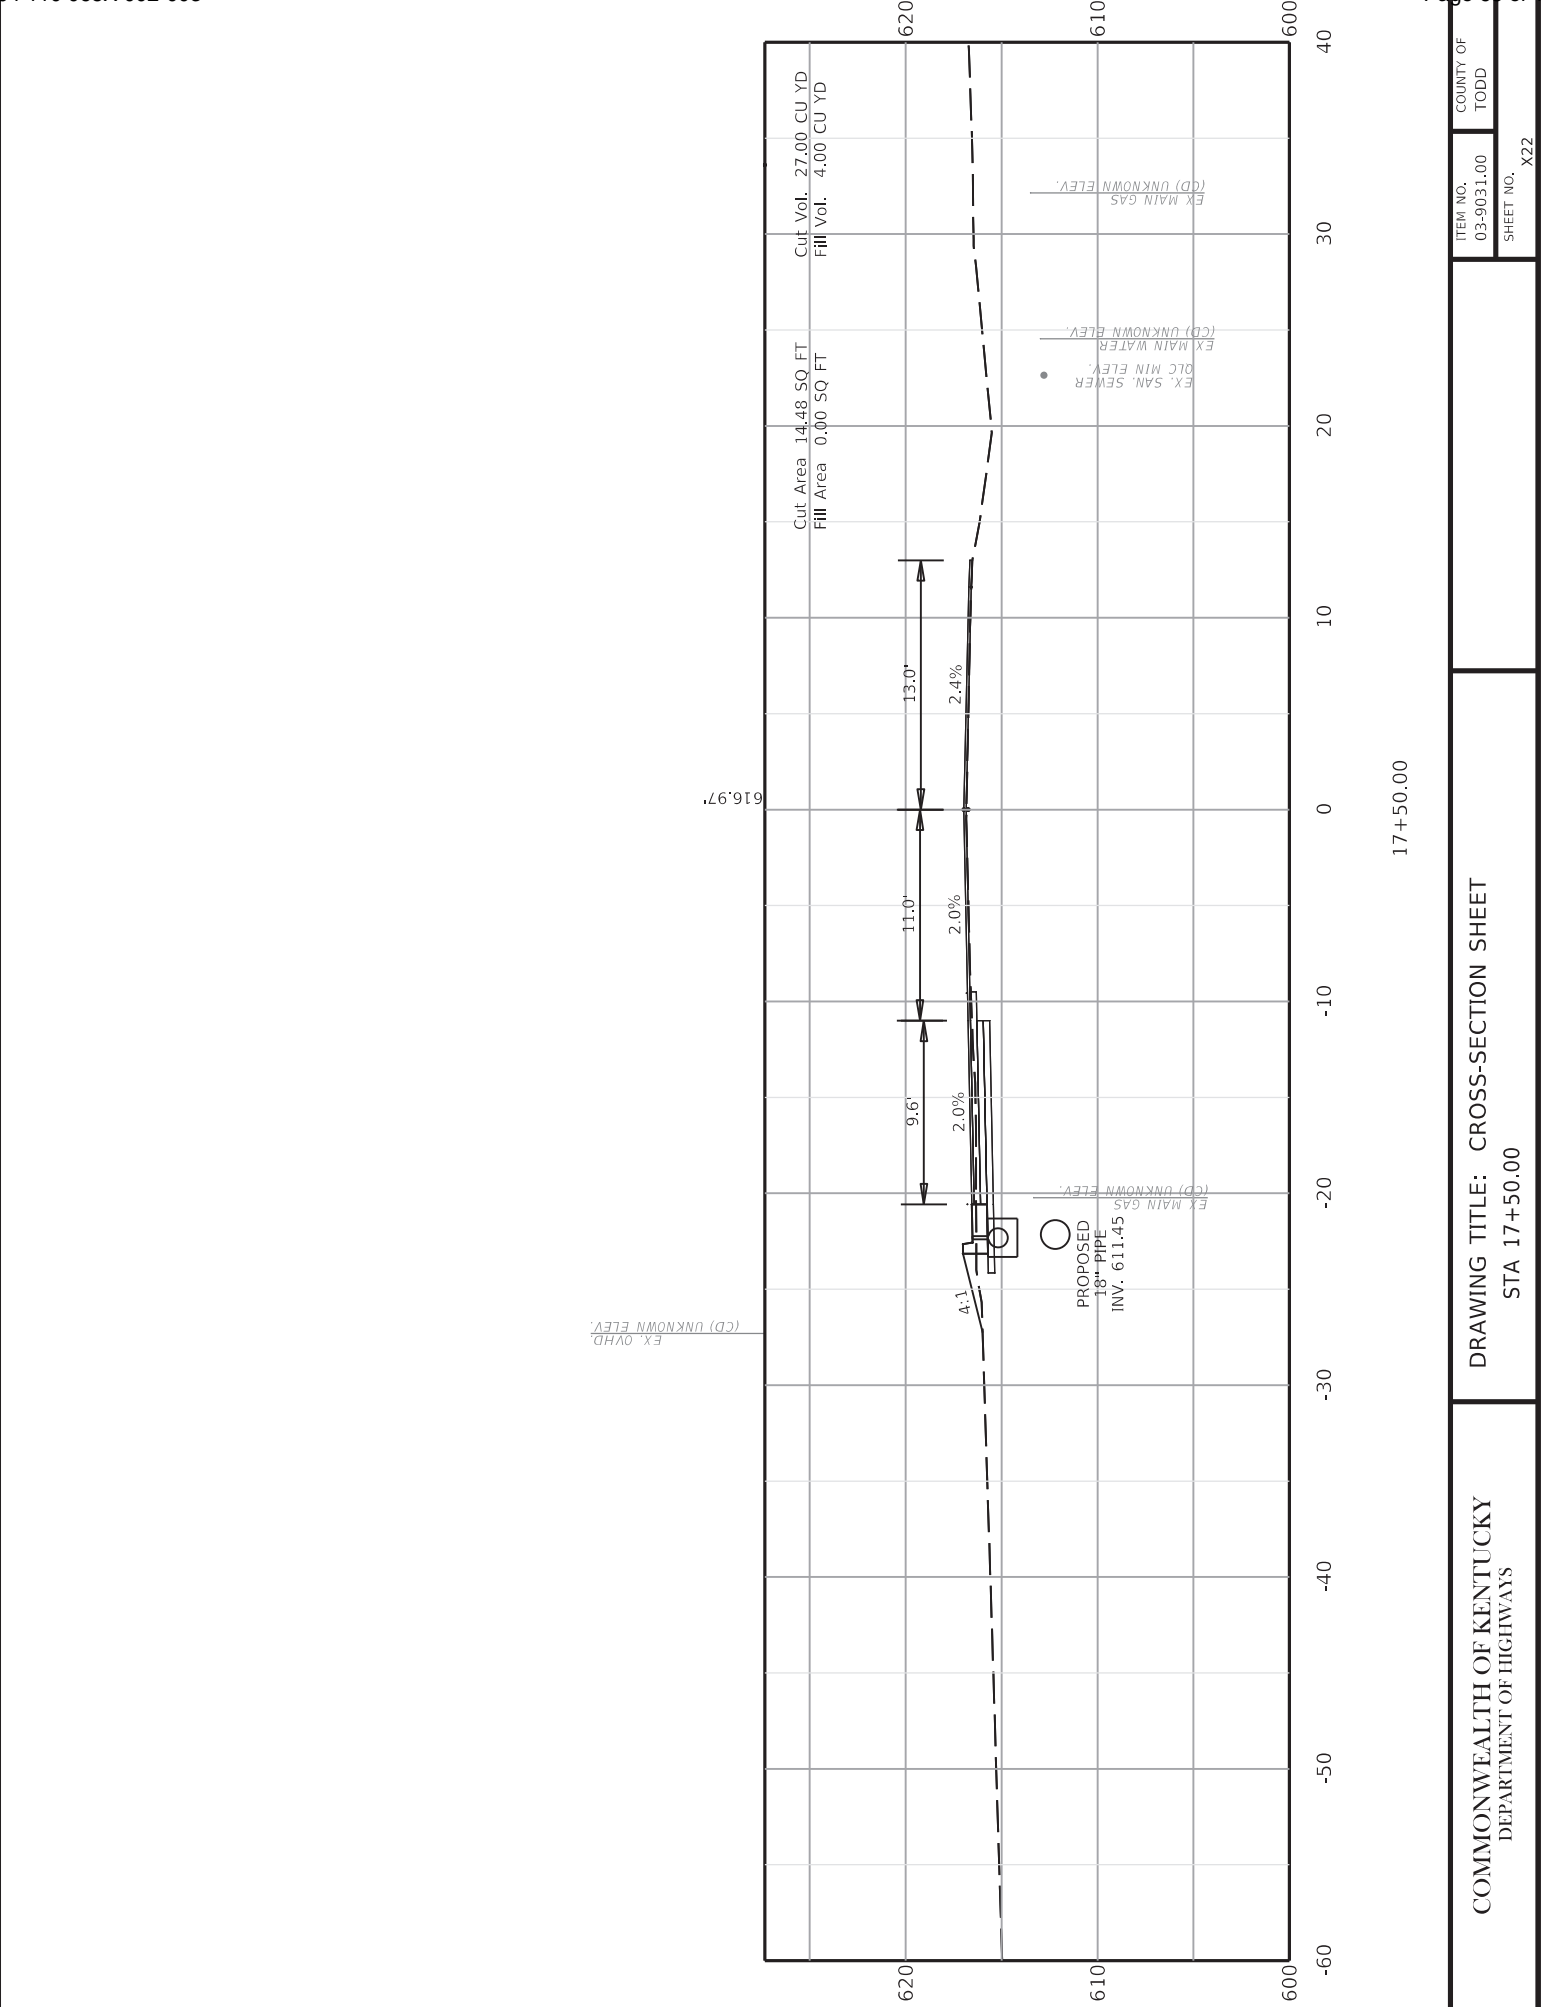 Cut Area 14.48 SQ FT
Fill Area 0.00 SQ FT
Cut Vol. 27.00 CU YD
Fill Vol. 4.00 CU YD
616.97'
EX. OVHD.
(CD) UNKNOWN ELEV.
620
620
610
610
600
600
9.6'
11.0'
13.0'
4:1
2.0%
2.0%
2.4%
EX MAIN GAS
(CD) UNKNOWN ELEV.
PROPOSED
18" PIPE
INV. 611.45
EX. SAN. SEWER
QLC MIN ELEV.
EX MAIN WATER
(CD) UNKNOWN ELEV.
EX MAIN GAS
(CD) UNKNOWN ELEV.
-60
-50
-40
-30
-20
-10
0
10
20
30
40
17+50.00
COMMONWEALTH OF KENTUCKY
DEPARTMENT OF HIGHWAYS
DRAWING TITLE: CROSS-SECTION SHEET
STA 17+50.00
ITEM NO.
03-9031.00
COUNTY OF
TODD
SHEET NO.
X22